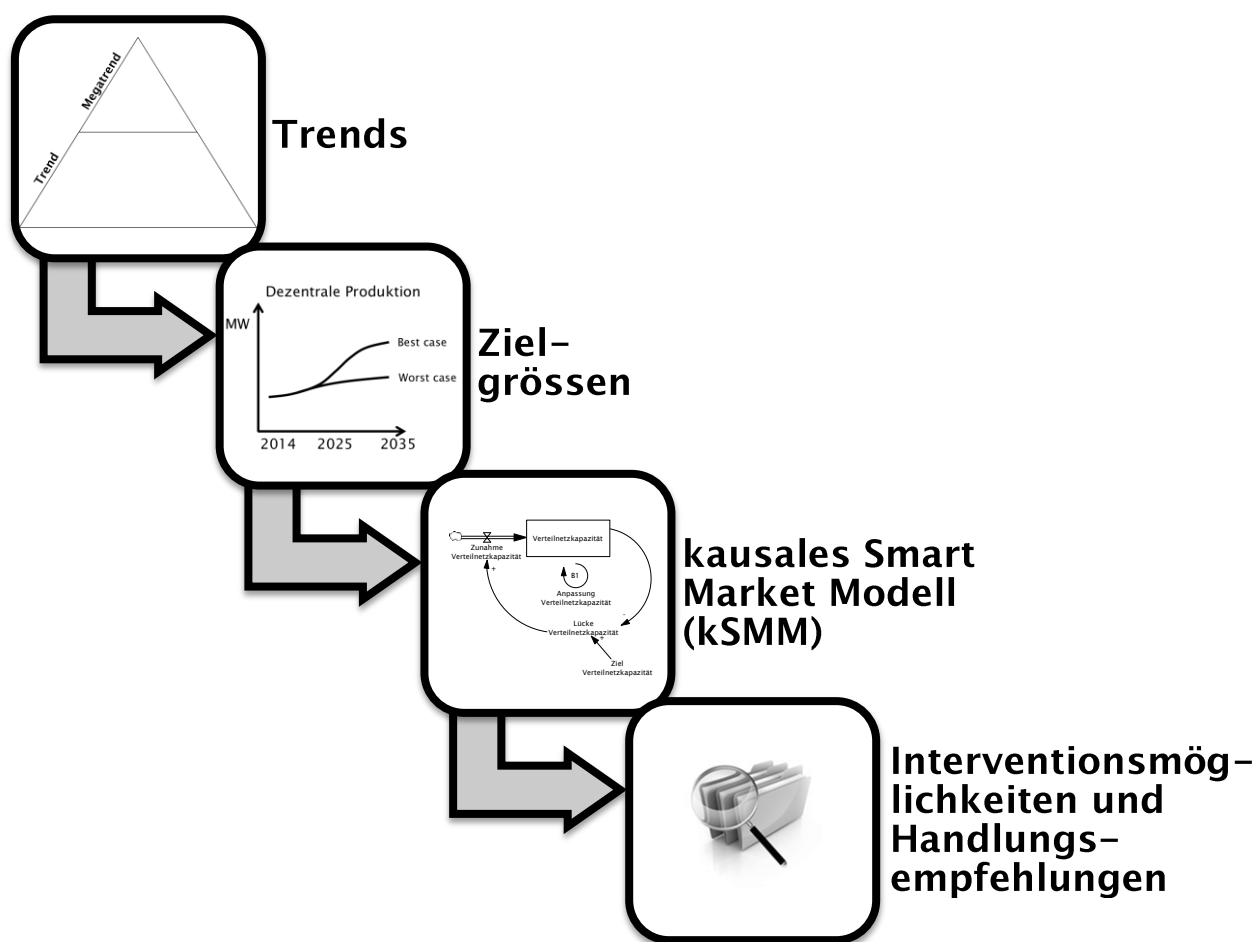 Megatrend
Trend
Trends
Dezentrale Produktion
MW
Best case
Worst case
2014 2025 2035
Ziel-
grössen
Verteilnetzkapazität
Zunahme
Verteilnetzkapazität
+
B1
Anpassung
Verteilnetzkapazität
-
Lücke
Verteilnetzkapazität
+
Ziel
Verteilnetzkapazität
kausales Smart
Market Modell
(kSMM)
Interventionsmög-
lichkeiten und
Handlungs-
empfehlungen